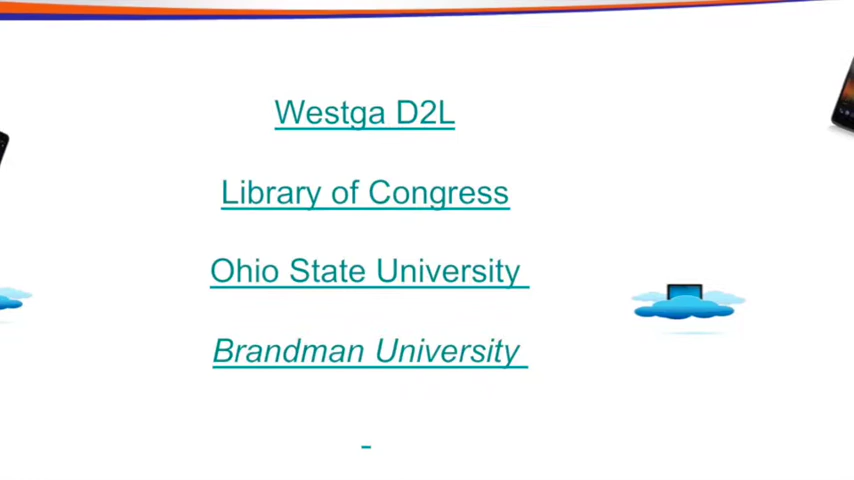 Westga D2L
Library of Congress
Ohio State University
Brandman University